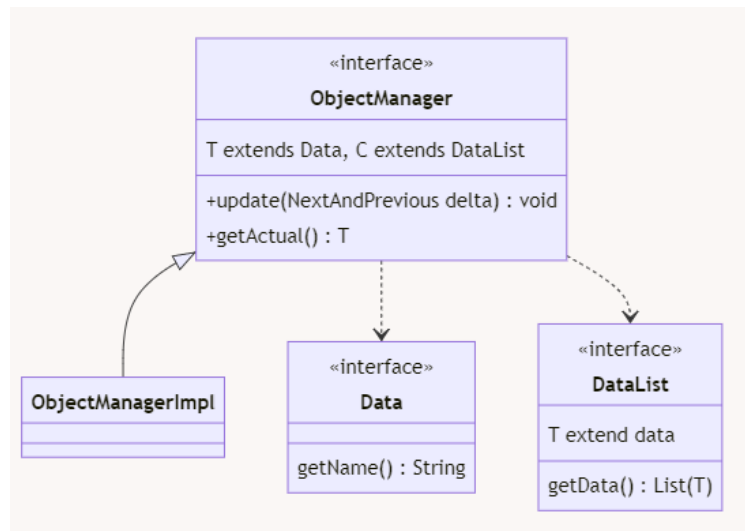 «interface»
ObjectManager
T extends Data, C extends DataList
+update(NextAndPrevious delta) : void
+getActual() : T
ObjectManagerImpl
«interface»
Data
getName() : String
«interface»
DataList
T extend data
getData() : List(T)